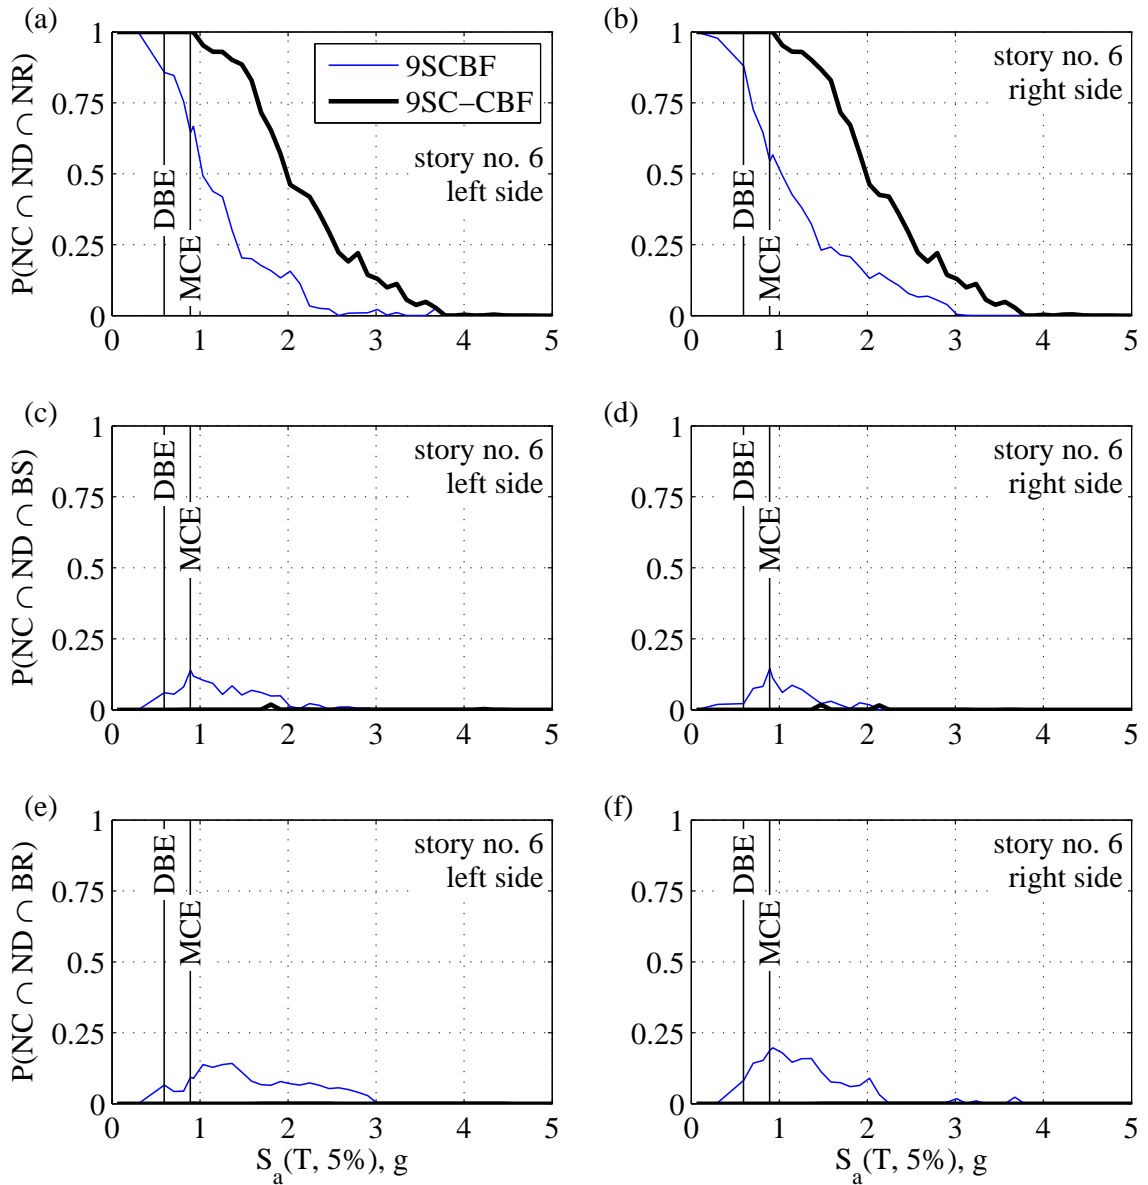 (a)
P(NC ∩ ND ∩ NR)
1
0.75
0.5
0.25
0
0 1 2 3 4 5
DBE
MCE
9SCBF
9SC−CBF
story no. 6
left side
(b)
1
0.75
0.5
0.25
0
0 1 2 3 4 5
DBE
MCE
story no. 6
right side
(c)
P(NC ∩ ND ∩ BS)
1
0.75
0.5
0.25
0
0 1 2 3 4 5
DBE
MCE
story no. 6
left side
(d)
1
0.75
0.5
0.25
0
0 1 2 3 4 5
DBE
MCE
story no. 6
right side
(e)
P(NC ∩ ND ∩ BR)
1
0.75
0.5
0.25
0
0 1 2 3 4 5
DBE
MCE
story no. 6
left side
S_a(T, 5%), g
(f)
1
0.75
0.5
0.25
0
0 1 2 3 4 5
DBE
MCE
story no. 6
right side
S_a(T, 5%), g